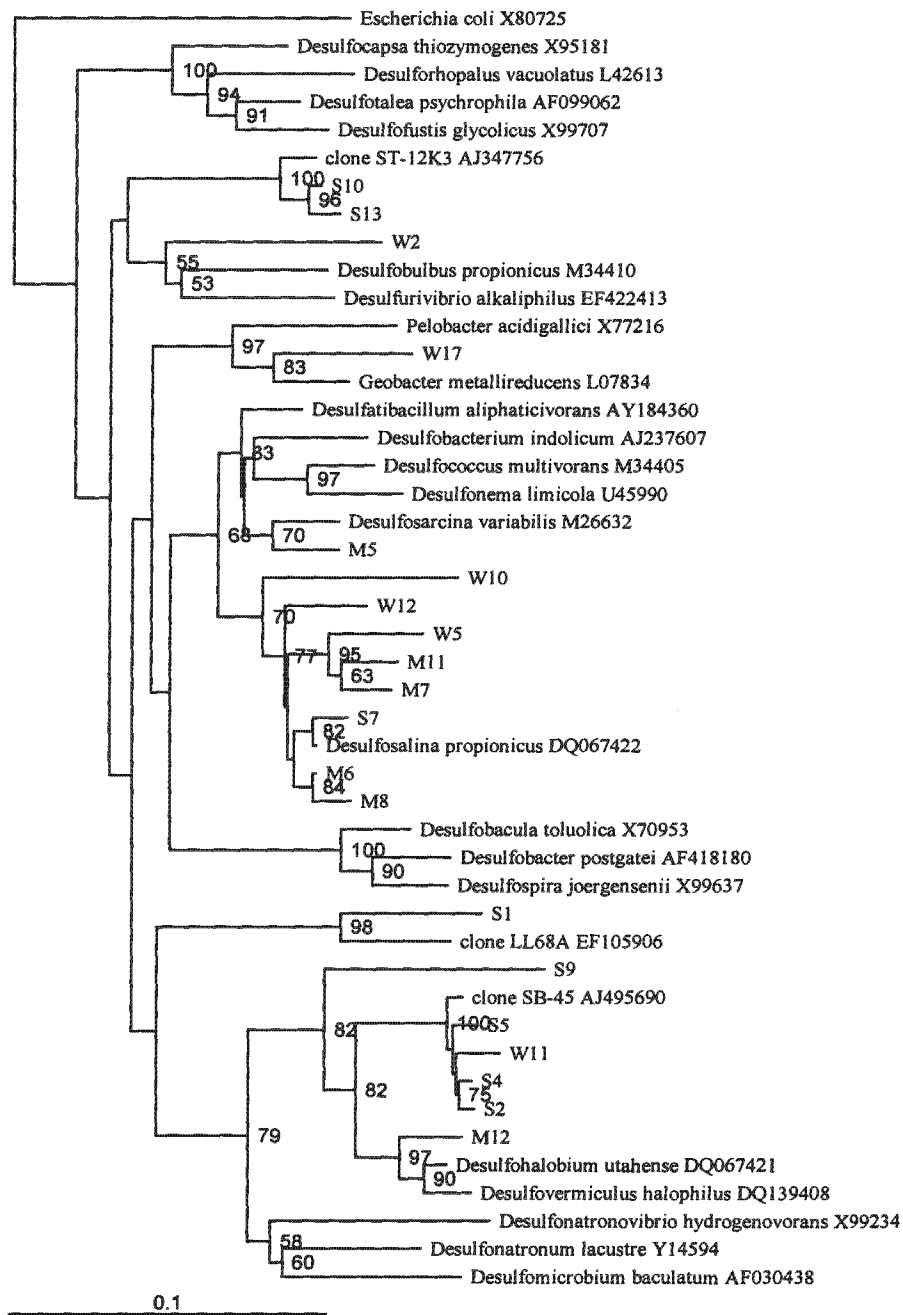 Escherichia coli X80725
Desulfocapsa thiozymogenes X95181
100
Desulforhopalus vacuolatus L42613
94
Desulfotalea psychrophila AF099062
91
Desulfofustis glycolicus X99707
clone ST-12K3 AJ347756
100
S10
96
S13
W2
55
Desulfobulbus propionicus M34410
53
Desulfurivibrio alkaliphilus EF422413
Pelobacter acidigallici X77216
97
W17
83
Geobacter metallireducens L07834
Desulfatibacillum aliphaticivorans AY184360
Desulfobacterium indolicum AJ237607
83
Desulfococcus multivorans M34405
97
Desulfonema limicola U45990
Desulfosarcina variabilis M26632
68
70
M5
W10
W12
70
W5
77
95
M11
63
M7
S7
82
Desulfosalina propionicus DQ067422
M6
84
M8
Desulfobacula toluolica X70953
100
Desulfobacter postgatei AF418180
90
Desulfospira joergensenii X99637
S1
98
clone LL68A EF105906
S9
clone SB-45 AJ495690
100
S5
82
W11
S4
82
75
S2
79
M12
97
Desulfohalobium utahense DQ067421
90
Desulfovermiculus halophilus DQ139408
Desulfonatronovibrio hydrogenovorans X99234
58
Desulfonatronum lacustre Y14594
60
Desulfomicrobium baculatum AF030438
0.1